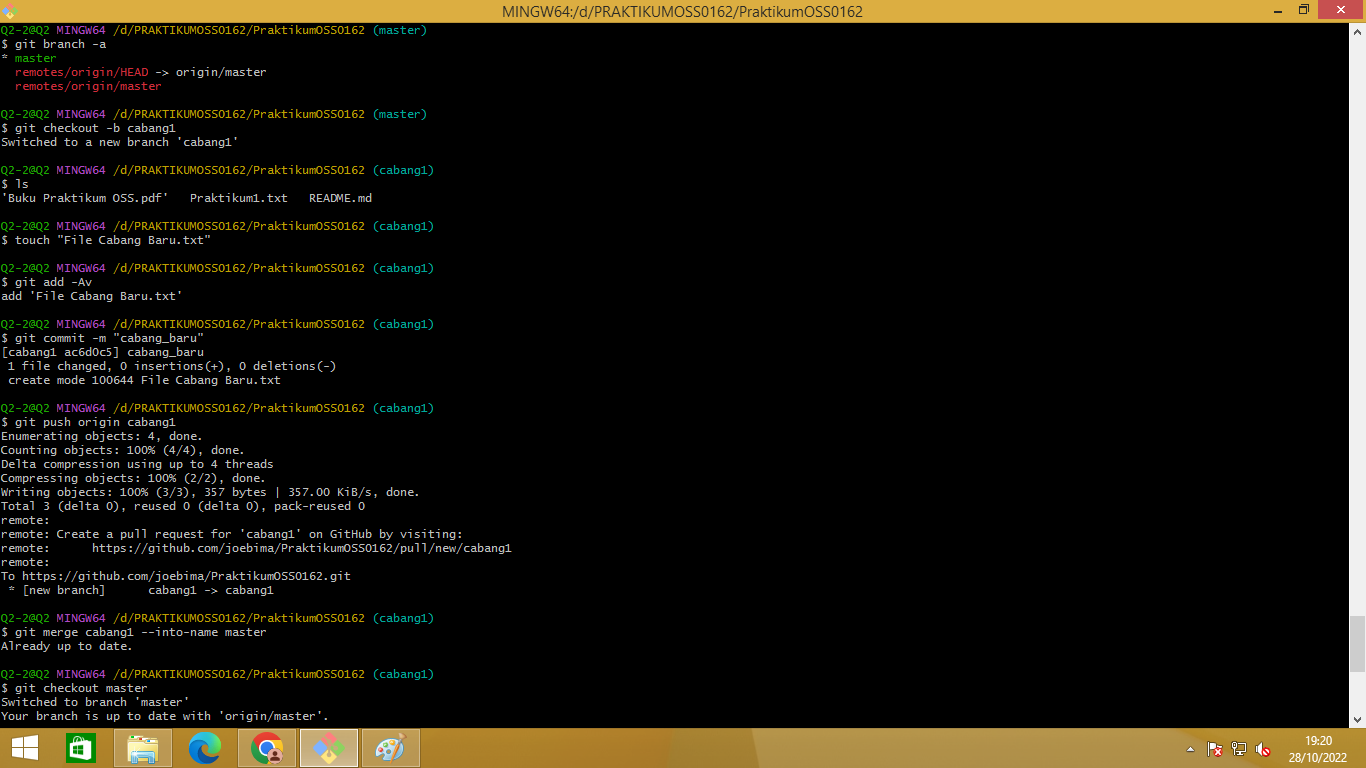 MINGW64:/d/PRAKTIKUMOSS0162/PraktikumOSS0162
Q2-2@Q2 MINGW64 /d/PRAKTIKUMOSS0162/PraktikumOSS0162 (master)
$ git branch -a
* master
  remotes/origin/HEAD -> origin/master
  remotes/origin/master
Q2-2@Q2 MINGW64 /d/PRAKTIKUMOSS0162/PraktikumOSS0162 (master)
$ git checkout -b cabang1
Switched to a new branch 'cabang1'
Q2-2@Q2 MINGW64 /d/PRAKTIKUMOSS0162/PraktikumOSS0162 (cabang1)
$ ls
'Buku Praktikum OSS.pdf'   Praktikum1.txt   README.md
Q2-2@Q2 MINGW64 /d/PRAKTIKUMOSS0162/PraktikumOSS0162 (cabang1)
$ touch "File Cabang Baru.txt"
Q2-2@Q2 MINGW64 /d/PRAKTIKUMOSS0162/PraktikumOSS0162 (cabang1)
$ git add -Av
add 'File Cabang Baru.txt'
Q2-2@Q2 MINGW64 /d/PRAKTIKUMOSS0162/PraktikumOSS0162 (cabang1)
$ git commit -m "cabang_baru"
[cabang1 ac6d0c5] cabang_baru
 1 file changed, 0 insertions(+), 0 deletions(-)
 create mode 100644 File Cabang Baru.txt
Q2-2@Q2 MINGW64 /d/PRAKTIKUMOSS0162/PraktikumOSS0162 (cabang1)
$ git push origin cabang1
Enumerating objects: 4, done.
Counting objects: 100% (4/4), done.
Delta compression using up to 4 threads
Compressing objects: 100% (2/2), done.
Writing objects: 100% (3/3), 357 bytes | 357.00 KiB/s, done.
Total 3 (delta 0), reused 0 (delta 0), pack-reused 0
remote:
remote: Create a pull request for 'cabang1' on GitHub by visiting:
remote:      https://github.com/joebima/PraktikumOSS0162/pull/new/cabang1
remote:
To https://github.com/joebima/PraktikumOSS0162.git
 * [new branch]      cabang1 -> cabang1
Q2-2@Q2 MINGW64 /d/PRAKTIKUMOSS0162/PraktikumOSS0162 (cabang1)
$ git merge cabang1 --into-name master
Already up to date.
Q2-2@Q2 MINGW64 /d/PRAKTIKUMOSS0162/PraktikumOSS0162 (cabang1)
$ git checkout master
Switched to branch 'master'
Your branch is up to date with 'origin/master'.
19:20
28/10/2022